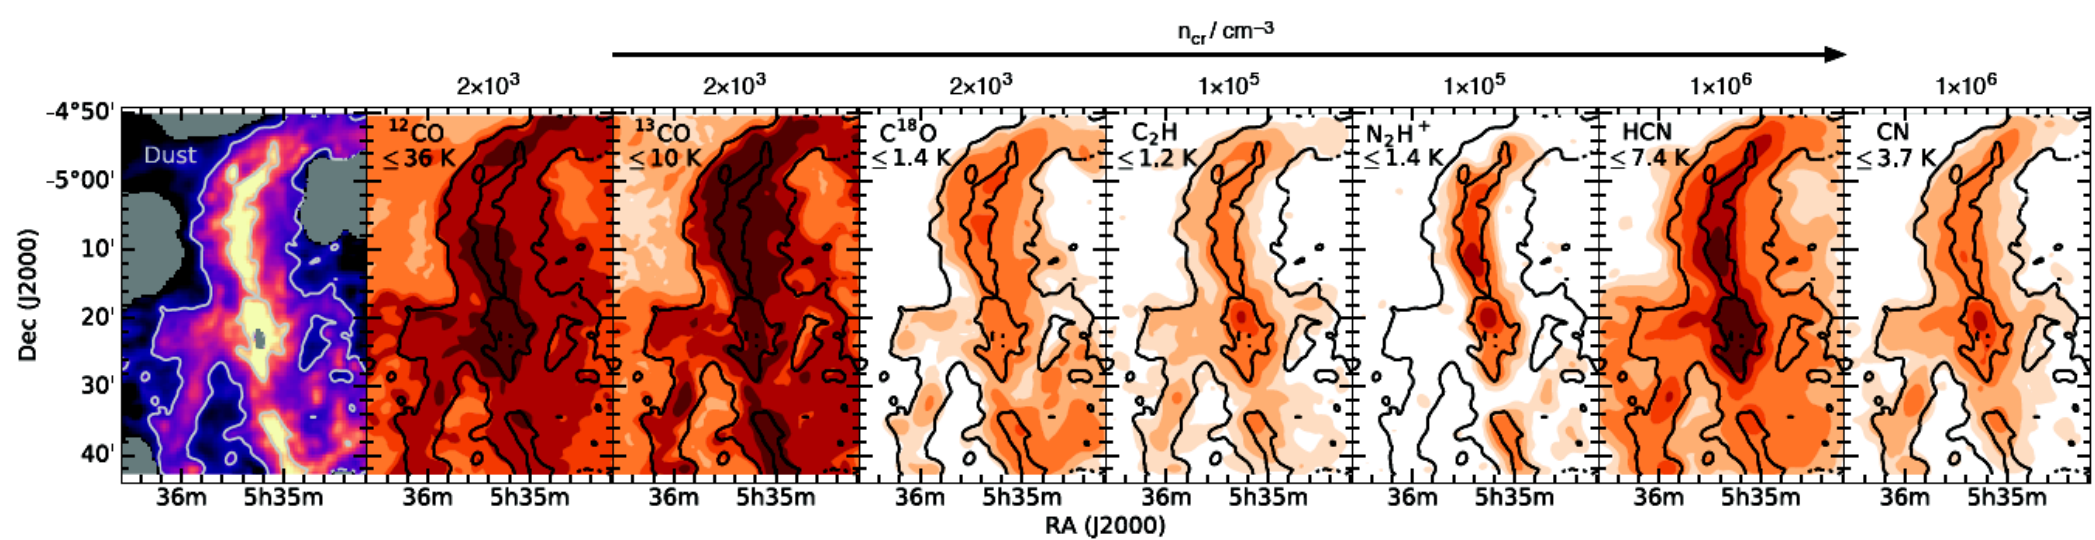 n_cr / cm⁻³
2×10³ 2×10³ 2×10³ 1×10⁵ 1×10⁵ 1×10⁶ 1×10⁶
-4°50' -5°00' 10' 20' 30' 40'
Dec (J2000)
Dust
¹²CO
≤36 K
¹³CO
≤10 K
C¹⁸O
≤1.4 K
C₂H
≤1.2 K
N₂H⁺
≤1.4 K
HCN
≤7.4 K
CN
≤3.7 K
36m 5h35m 36m 5h35m 36m 5h35m 36m 5h35m 36m 5h35m 36m 5h35m 36m 5h35m 36m 5h35m
RA (J2000)